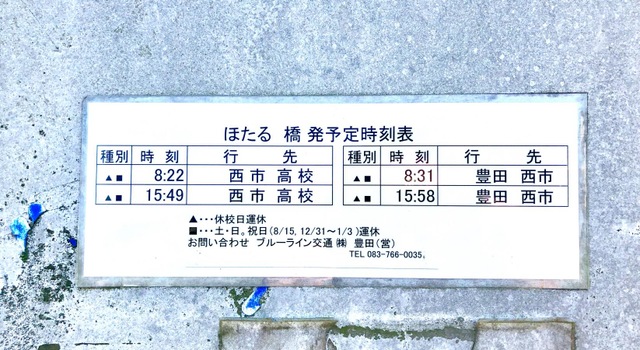 ほたる 橋 発予定時刻表
種別 時 刻 行 先 種別 時 刻 行 先
▲■ 8:22 西市 高校 ▲■ 8:31 豊田 西市
▲■ 15:49 西市 高校 ▲■ 15:58 豊田 西市
▲・・・休校日運休
■・・・土・日。祝日(8/15, 12/31～1/3)運休
お問い合わせ ブルーライン交通㈱ 豊田(営)
TEL 083-766-0035。